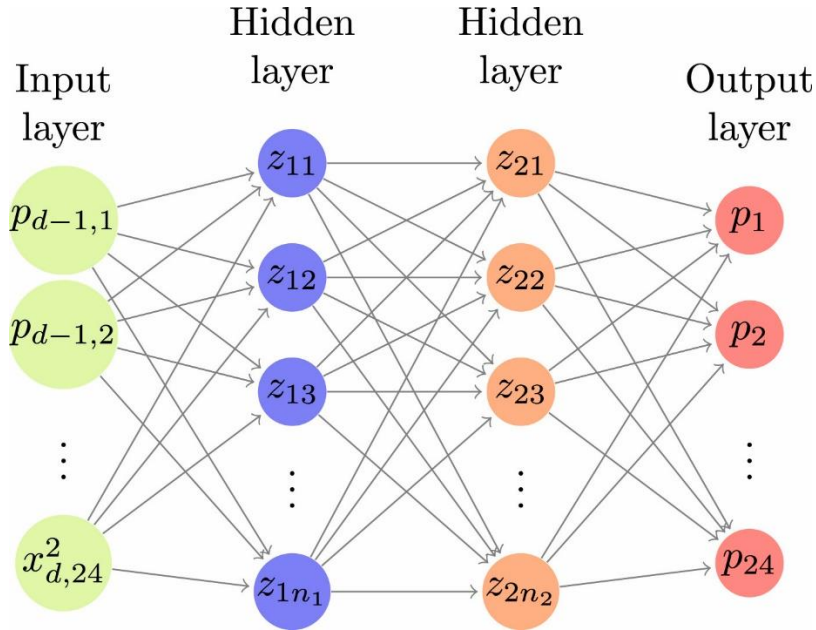 Hidden
layer
Hidden
layer
Input
layer
Output
layer
p_{d-1,1}
p_{d-1,2}
⋮
x^2_{d,24}
z_{11}
z_{12}
z_{13}
⋮
z_{1n_1}
z_{21}
z_{22}
z_{23}
⋮
z_{2n_2}
p_1
p_2
⋮
p_{24}